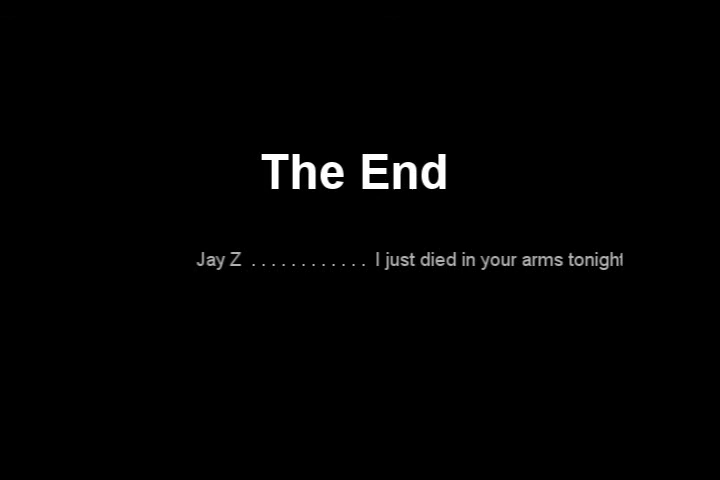 The End
Jay Z . . . . . . . . . . . . I just died in your arms tonight